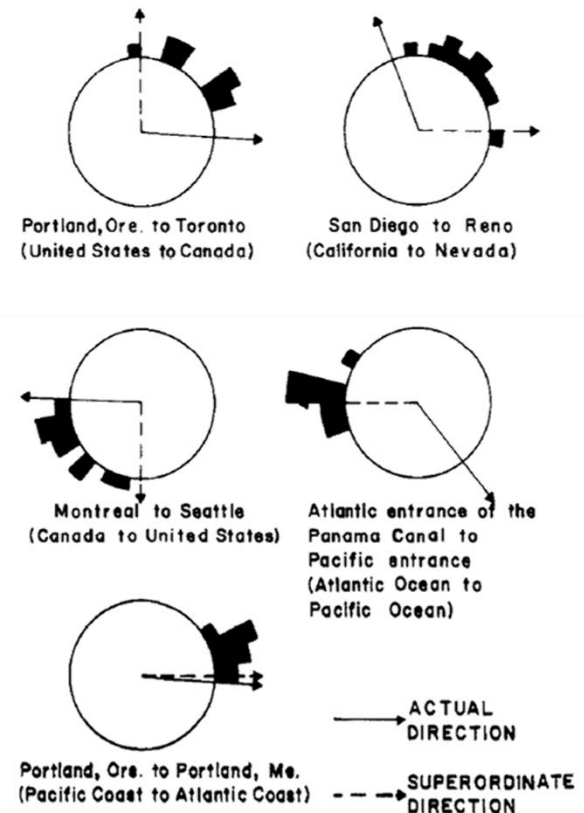 Portland, Ore. to Toronto
(United States to Canada)
San Diego to Reno
(California to Nevada)
Montreal to Seattle
(Canada to United States)
Atlantic entrance of the
Panama Canal to
Pacific entrance
(Atlantic Ocean to
Pacific Ocean)
Portland, Ore. to Portland, Me.
(Pacific Coast to Atlantic Coast)
ACTUAL
DIRECTION
SUPERORDINATE
DIRECTION